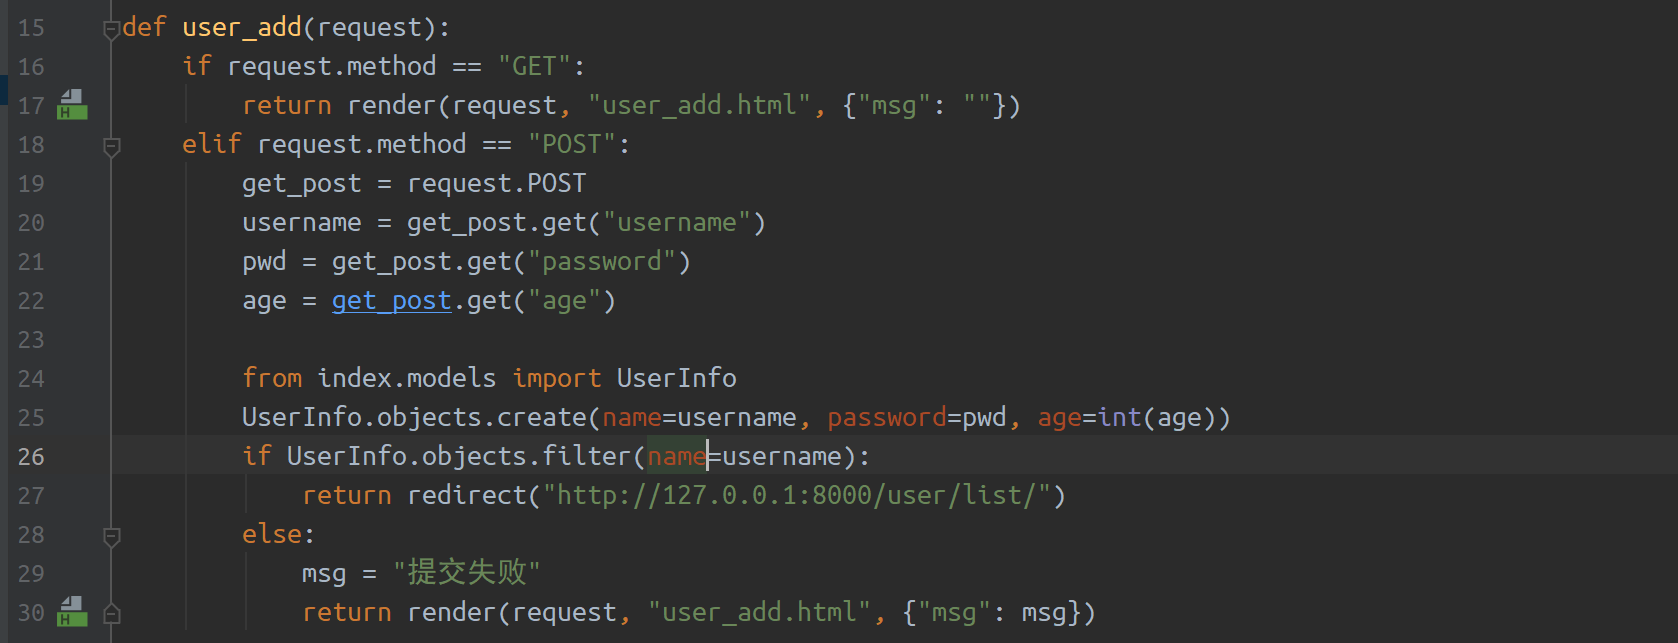 15 def user_add(request):
16 if request.method == "GET":
17 return render(request, "user_add.html", {"msg": ""})
18 elif request.method == "POST":
19 get_post = request.POST
20 username = get_post.get("username")
21 pwd = get_post.get("password")
22 age = get_post.get("age")
23
24 from index.models import UserInfo
25 UserInfo.objects.create(name=username, password=pwd, age=int(age))
26 if UserInfo.objects.filter(name=username):
27 return redirect("http://127.0.0.1:8000/user/list/")
28 else:
29 msg = "提交失败"
30 return render(request, "user_add.html", {"msg": msg})